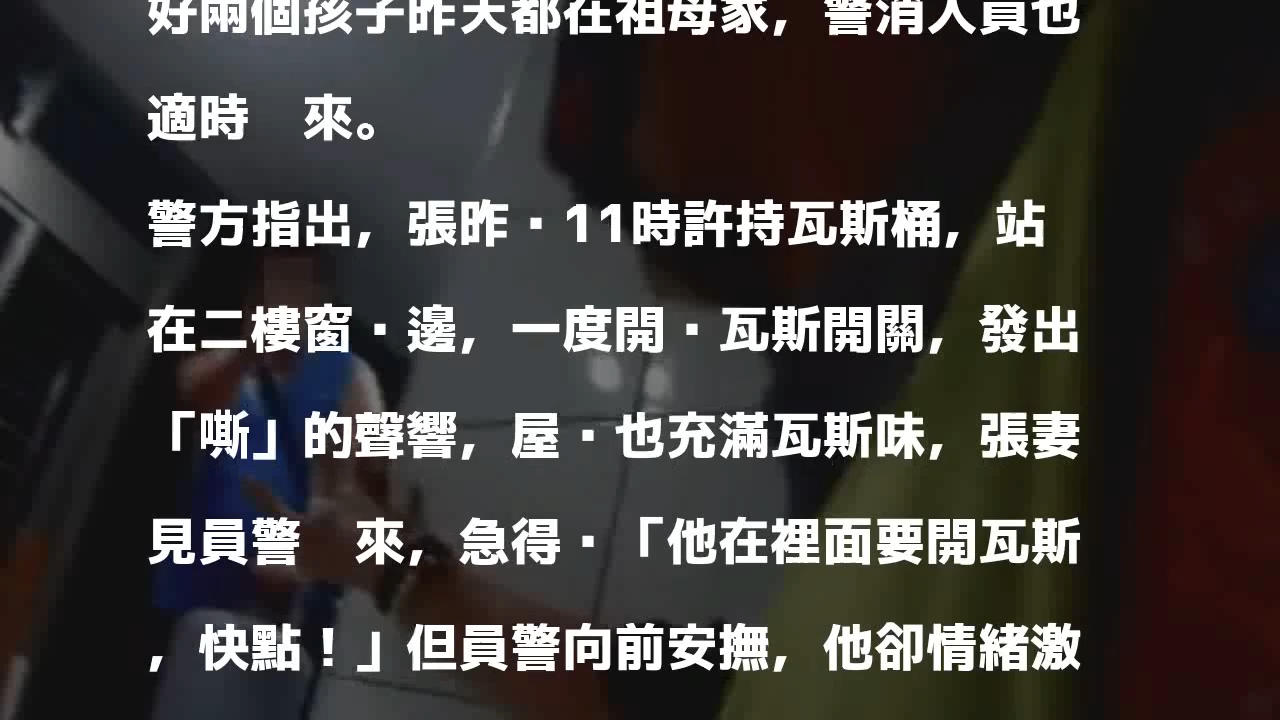 好兩個孩子昨天都在祖母家，警消人員也
適時　來。
警方指出，張昨·11時許持瓦斯桶，站
在二樓窗·邊，一度開·瓦斯開關，發出
「嘶」的聲響，屋·也充滿瓦斯味，張妻
見員警　來，急得·「他在裡面要開瓦斯
，快點！」但員警向前安撫，他卻情緒激